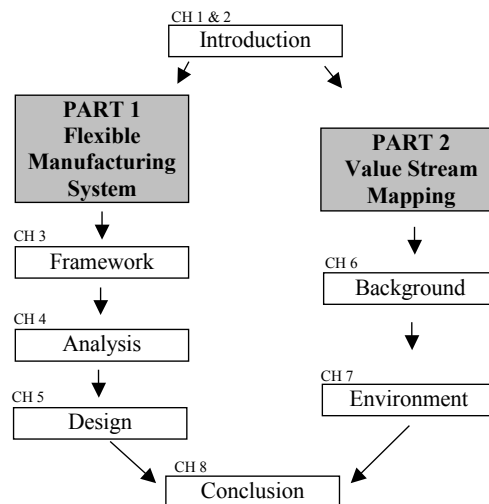 CH 1 & 2
Introduction
PART 1
Flexible
Manufacturing
System
CH 3
Framework
CH 4
Analysis
CH 5
Design
PART 2
Value Stream
Mapping
CH 6
Background
CH 7
Environment
CH 8
Conclusion